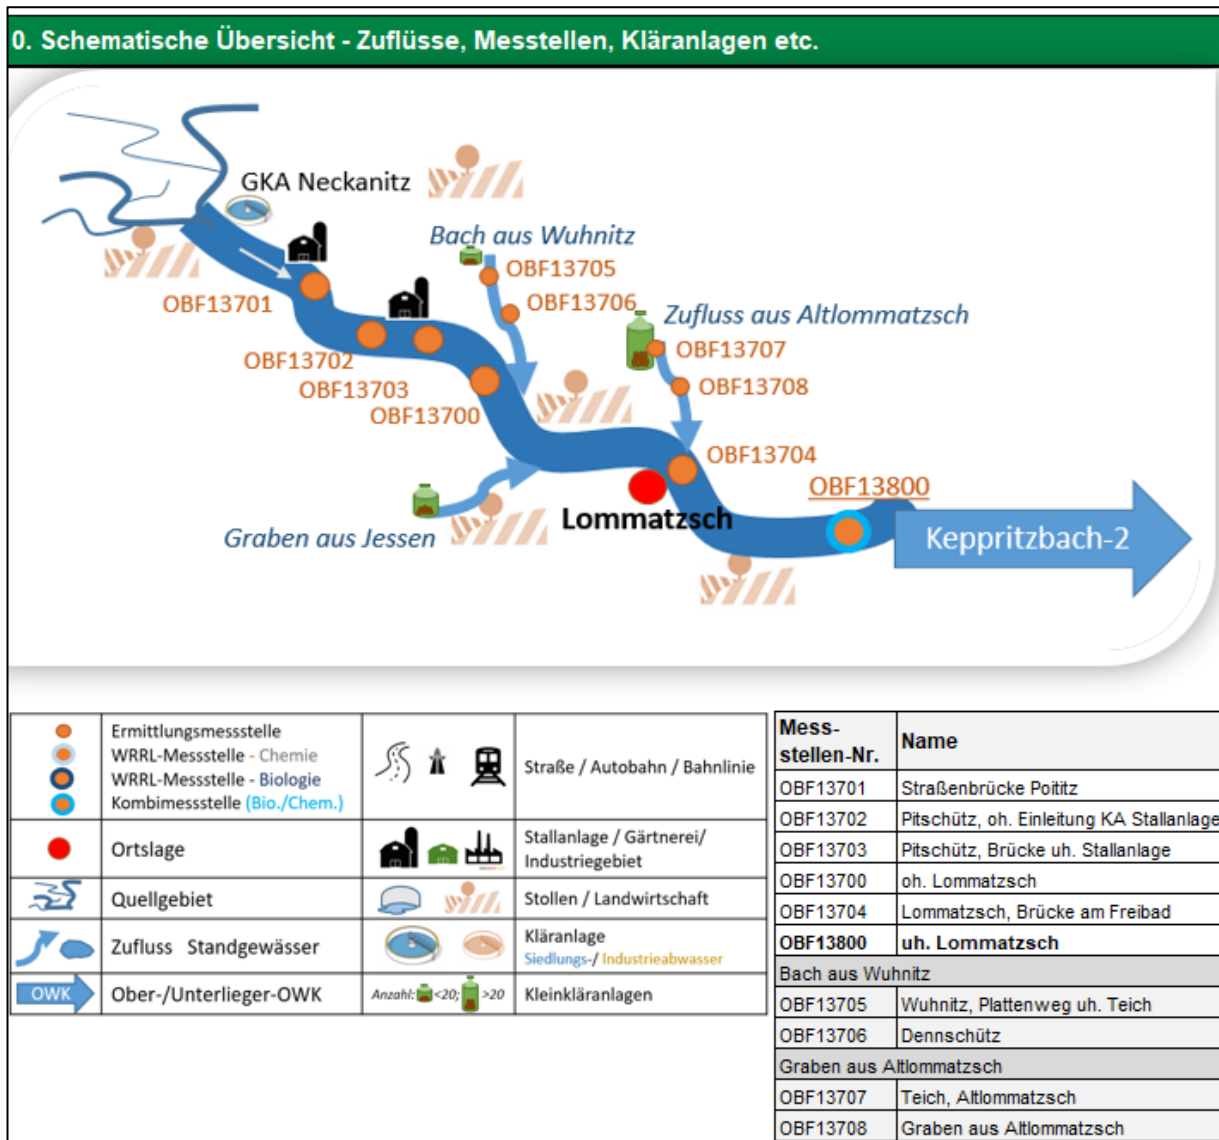 0. Schematische Übersicht - Zuflüsse, Messtellen, Kläranlagen etc.
GKA Neckanitz
Bach aus Wuhnitz
OBF13705
OBF13701
OBF13706
Zufluss aus Altlommatzsch
OBF13707
OBF13702
OBF13703
OBF13708
OBF13700
OBF13704
OBF13800
Lommatzsch
Graben aus Jessen
Keppritzbach-2
Ermittlungsmessstelle
WRRL-Messstelle - Chemie
WRRL-Messstelle - Biologie
Kombimessstelle (Bio./Chem.)
Straße / Autobahn / Bahnlinie
Ortslage
Stallanlage / Gärtnerei/
Industriegebiet
Quellgebiet
Stollen / Landwirtschaft
Zufluss Standgewässer
Kläranlage
Siedlungs-/ Industrieabwasser
OWK
Ober-/Unterlieger-OWK
Anzahl: <20; >20
Kleinkläranlagen
Mess-
stellen-Nr.
Name
OBF13701 Straßenbrücke Poititz
OBF13702 Pitschütz, oh. Einleitung KA Stallanlage
OBF13703 Pitschütz, Brücke uh. Stallanlage
OBF13700 oh. Lommatzsch
OBF13704 Lommatzsch, Brücke am Freibad
OBF13800 uh. Lommatzsch
Bach aus Wuhnitz
OBF13705 Wuhnitz, Plattenweg uh. Teich
OBF13706 Dennschütz
Graben aus Altlommatzsch
OBF13707 Teich, Altlommatzsch
OBF13708 Graben aus Altlommatzsch